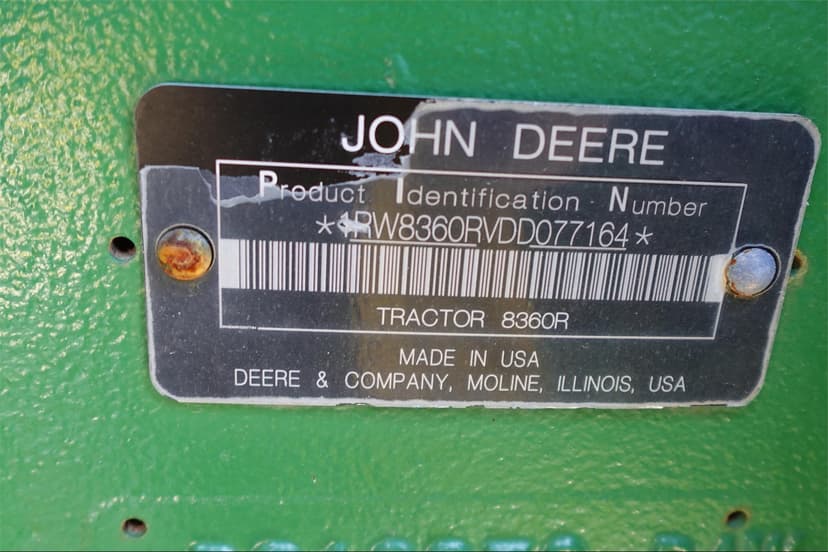 JOHN DEERE
Product Identification Number
*1RW8360RVDD077164*
TRACTOR 8360R
MADE IN USA
DEERE & COMPANY, MOLINE, ILLINOIS, USA